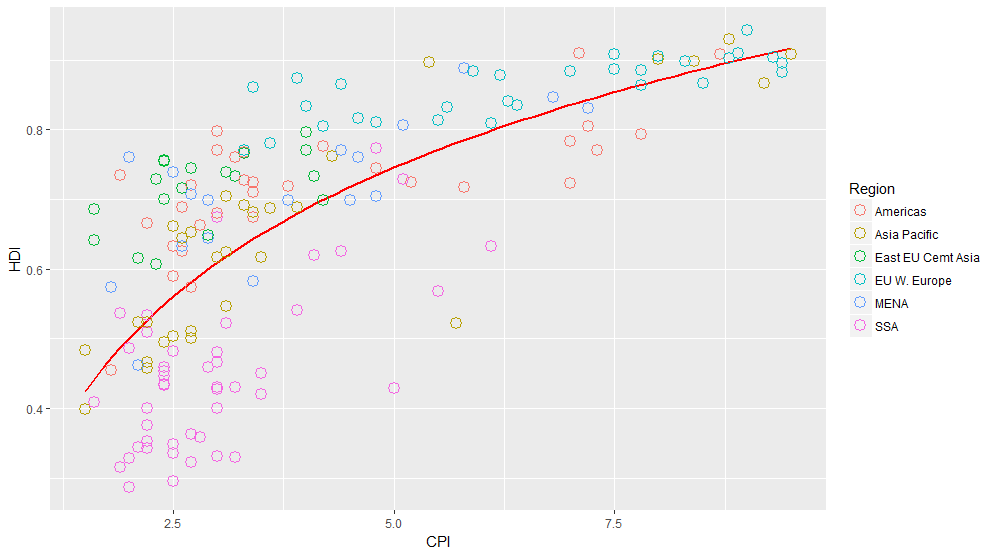 HDI
0.8
0.6
0.4
2.5
5.0
7.5
CPI
Region
Americas
Asia Pacific
East EU Cemt Asia
EU W. Europe
MENA
SSA